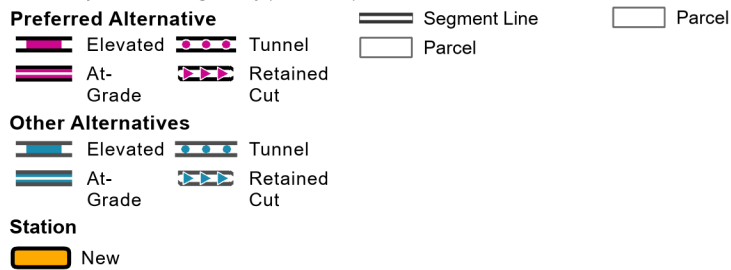 Preferred Alternative
Elevated
Tunnel
At-
Grade
Retained
Cut
Other Alternatives
Elevated
Tunnel
At-
Grade
Retained
Cut
Station
New
Segment Line
Parcel
Parcel